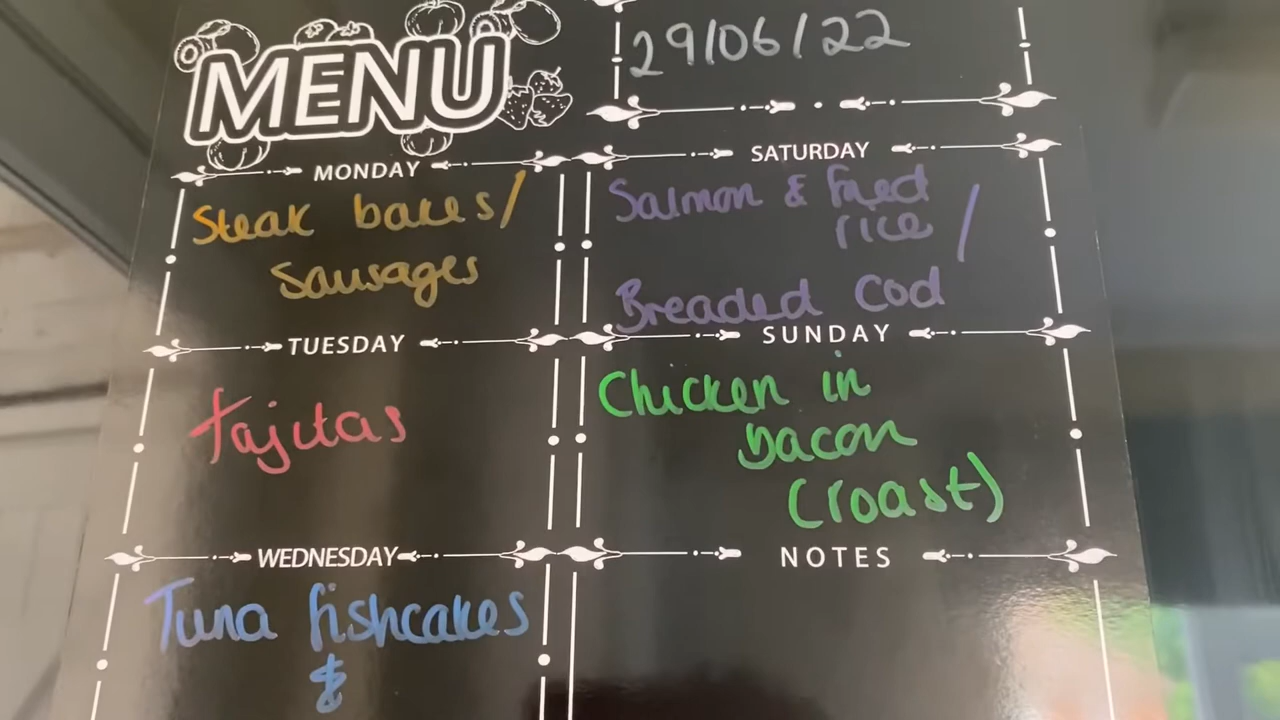 MENU
29/06/22
MONDAY
Steak bakes/
Sausages
TUESDAY
fajitas
WEDNESDAY
Tuna fishcakes
&
SATURDAY
Salmon & fried
rice /
Breaded Cod
SUNDAY
Chicken in
bacon
(roast)
NOTES